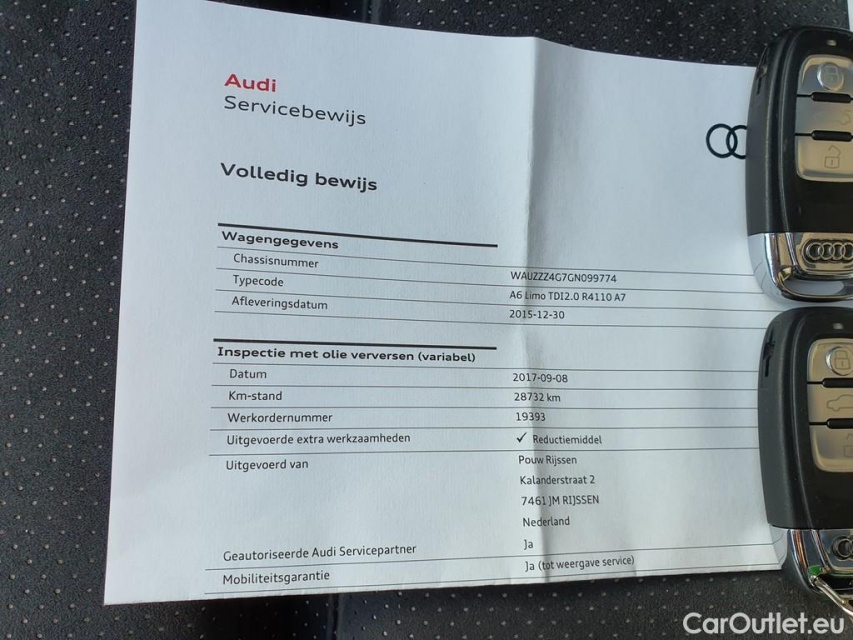 Audi
Servicebewijs
Volledig bewijs
Wagengegevens
Chassisnummer WAUZZZ4G7GN099774
Typecode A6 Limo TDI2.0 R4110 A7
Afleveringsdatum 2015-12-30
Inspectie met olie verversen (variabel)
Datum 2017-09-08
Km-stand 28732 km
Werkordernummer 19393
Uitgevoerde extra werkzaamheden ✓ Reductiemiddel
Uitgevoerd van Pouw Rijssen
Kalanderstraat 2
7461JM RIJSSEN
Nederland
Geautoriseerde Audi Servicepartner Ja
Mobiliteitsgarantie Ja (tot weergave service)
CarOutlet.eu